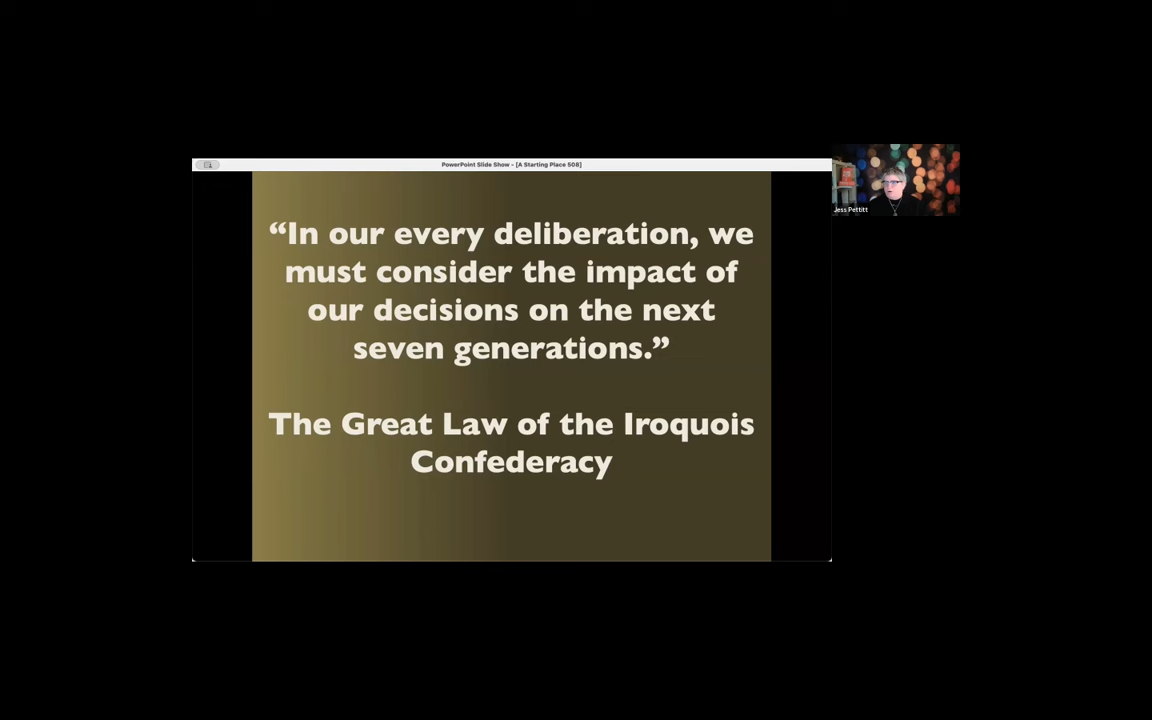 PowerPoint Slide Show - [A Starting Place 508]
“In our every deliberation, we
must consider the impact of
our decisions on the next
seven generations.”
The Great Law of the Iroquois
Confederacy
Jess Pettitt